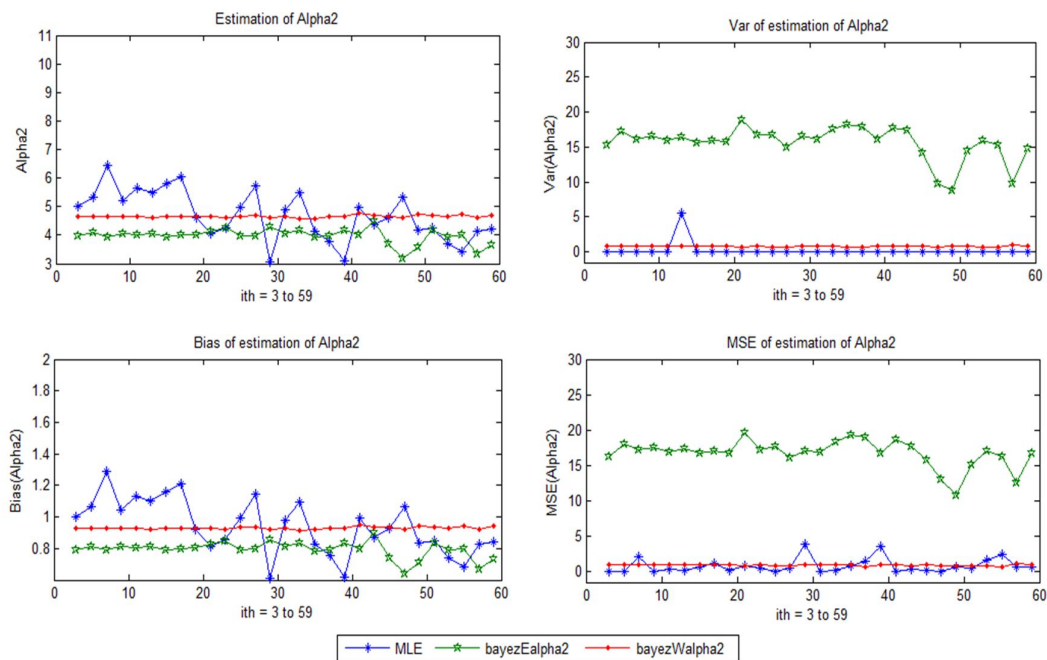 Estimation of Alpha2
Alpha2
11
10
9
8
7
6
5
4
3
0 10 20 30 40 50 60
ith = 3 to 59
Var of estimation of Alpha2
Var(Alpha2)
30
25
20
15
10
5
0
0 10 20 30 40 50 60
ith = 3 to 59
Bias of estimation of Alpha2
Bias(Alpha2)
2
1.8
1.6
1.4
1.2
1
0.8
0 10 20 30 40 50 60
ith = 3 to 59
MSE of estimation of Alpha2
MSE(Alpha2)
30
25
20
15
10
5
0
0 10 20 30 40 50 60
ith = 3 to 59
MLE bayezEalpha2 bayezWalpha2